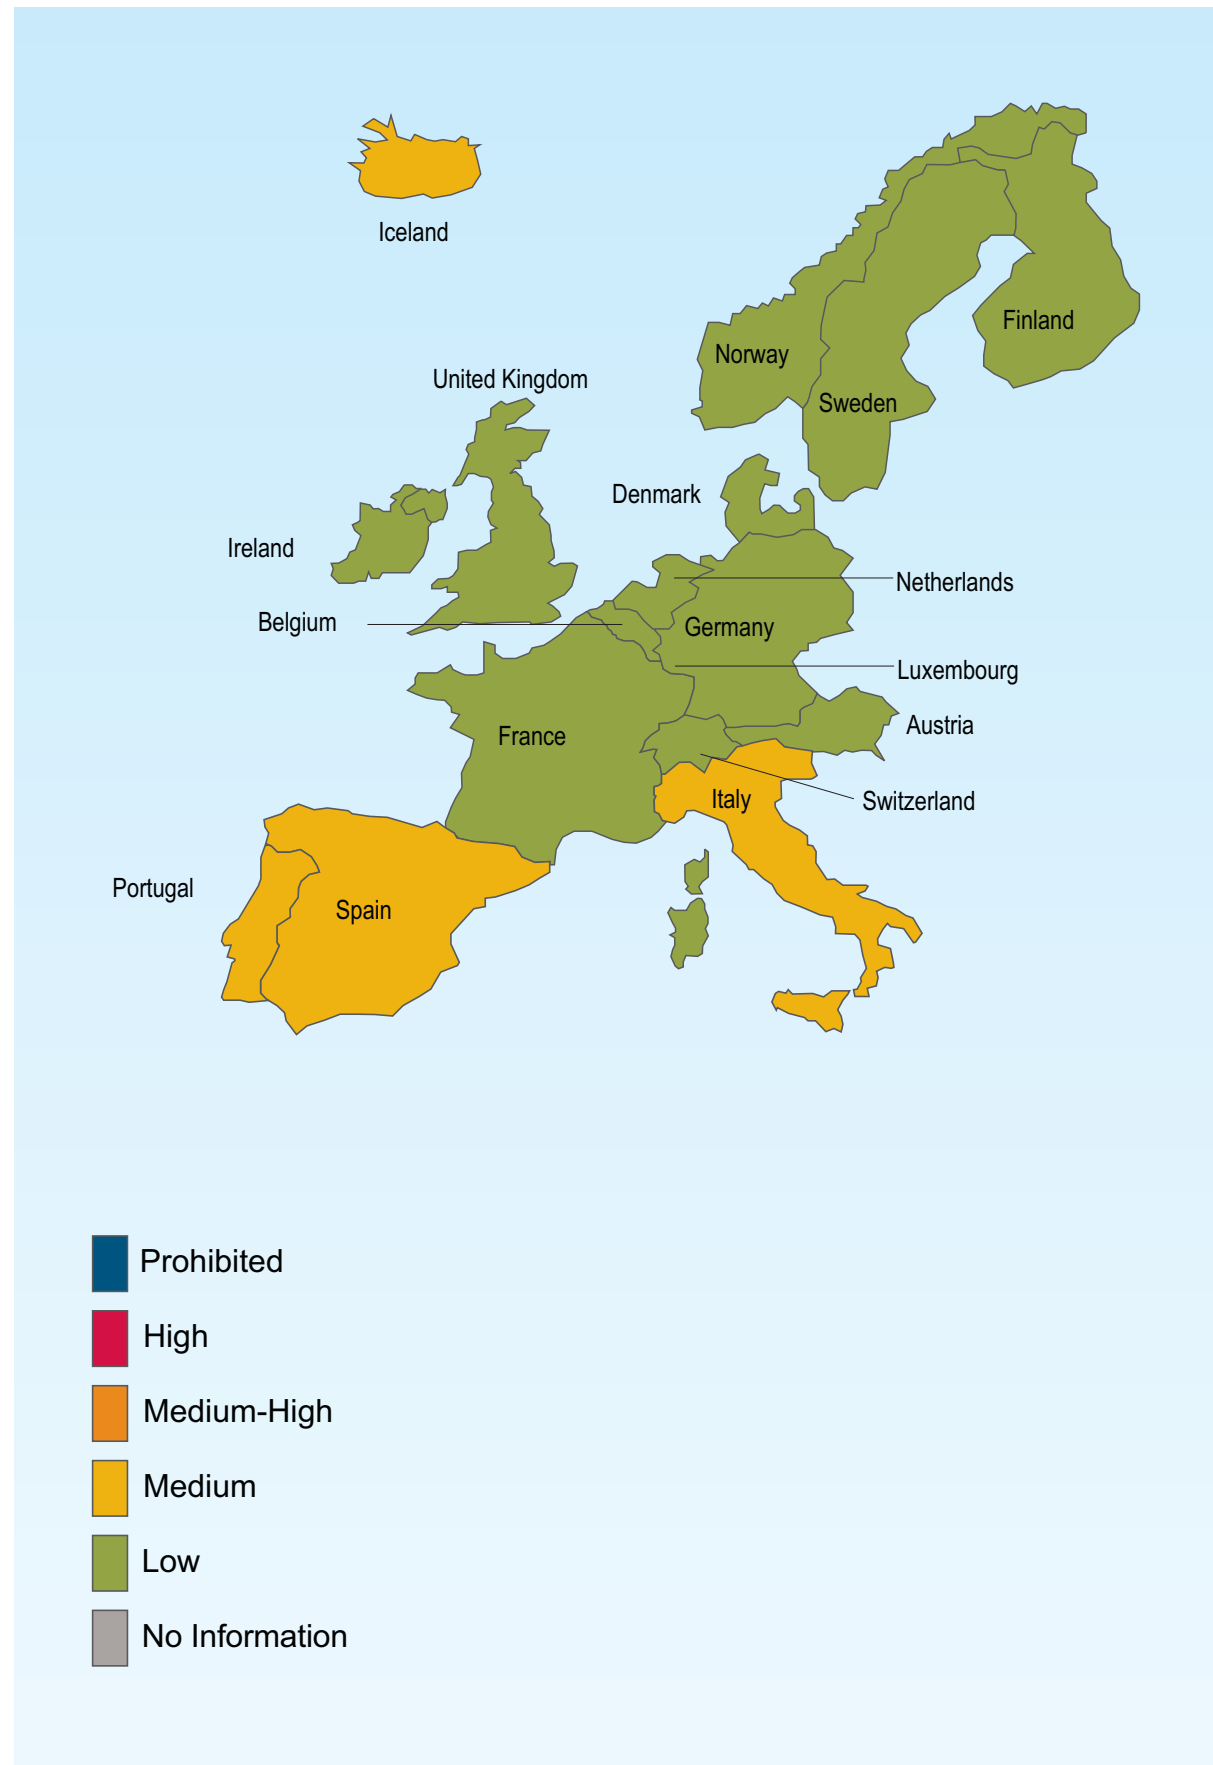 Iceland
Finland
Norway
United Kingdom
Sweden
Denmark
Ireland
Netherlands
Belgium
Germany
Luxembourg
Austria
France
Italy
Switzerland
Portugal
Spain
Prohibited
High
Medium-High
Medium
Low
No Information